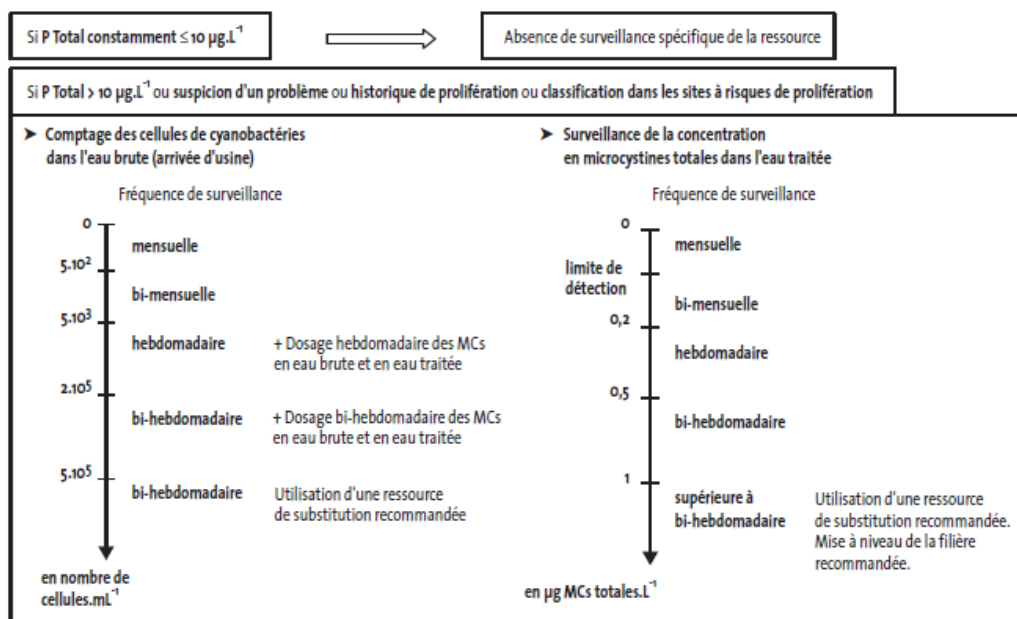 Si P Total constamment ≤ 10 µg.L⁻¹
Absence de surveillance spécifique de la ressource
Si P Total > 10 µg.L⁻¹ ou suspicion d'un problème ou historique de prolifération ou classification dans les sites à risques de prolifération
➤ Comptage des cellules de cyanobactéries
dans l'eau brute (arrivée d'usine)
Fréquence de surveillance
0
mensuelle
5.10²
bi-mensuelle
5.10³
hebdomadaire
+ Dosage hebdomadaire des MCs
en eau brute et en eau traitée
2.10⁵
bi-hebdomadaire
+ Dosage bi-hebdomadaire des MCs
en eau brute et en eau traitée
5.10⁵
bi-hebdomadaire
Utilisation d'une ressource
de substitution recommandée
en nombre de
cellules.mL⁻¹
➤ Surveillance de la concentration
en microcystines totales dans l'eau traitée
Fréquence de surveillance
0
mensuelle
limite de
détection
bi-mensuelle
0,2
hebdomadaire
0,5
bi-hebdomadaire
1
supérieure à
bi-hebdomadaire
Utilisation d'une ressource
de substitution recommandée.
Mise à niveau de la filière
recommandée.
en µg MCs totales.L⁻¹